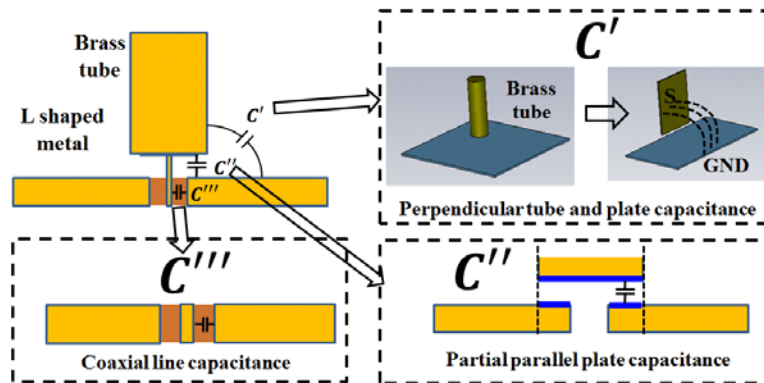 Brass
tube
L shaped
metal
C'
C''
C'''
C'
Brass
tube
S
GND
Perpendicular tube and plate capacitance
C'''
Coaxial line capacitance
C''
Partial parallel plate capacitance